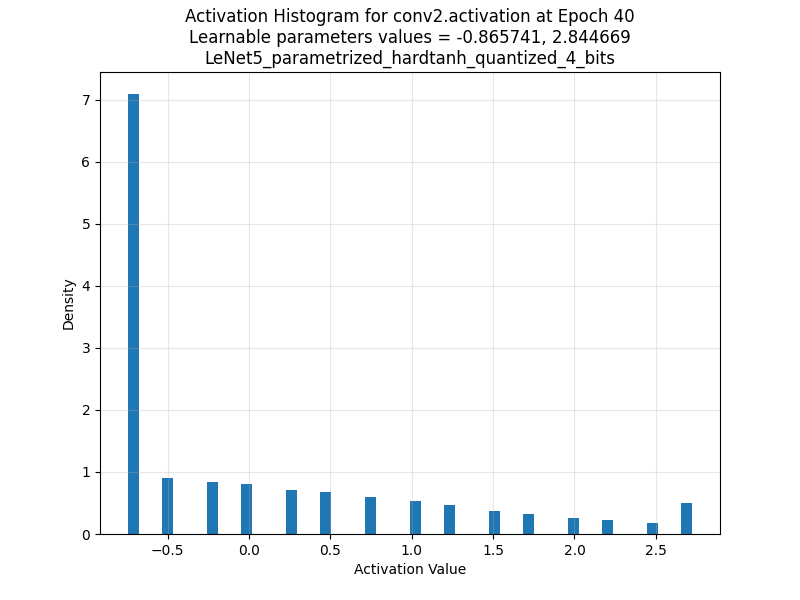 Activation Histogram for conv2.activation at Epoch 40
Learnable parameters values = -0.865741, 2.844669
LeNet5_parametrized_hardtanh_quantized_4_bits
7
6
5
4
3
2
1
0
Density
−0.5 0.0 0.5 1.0 1.5 2.0 2.5
Activation Value